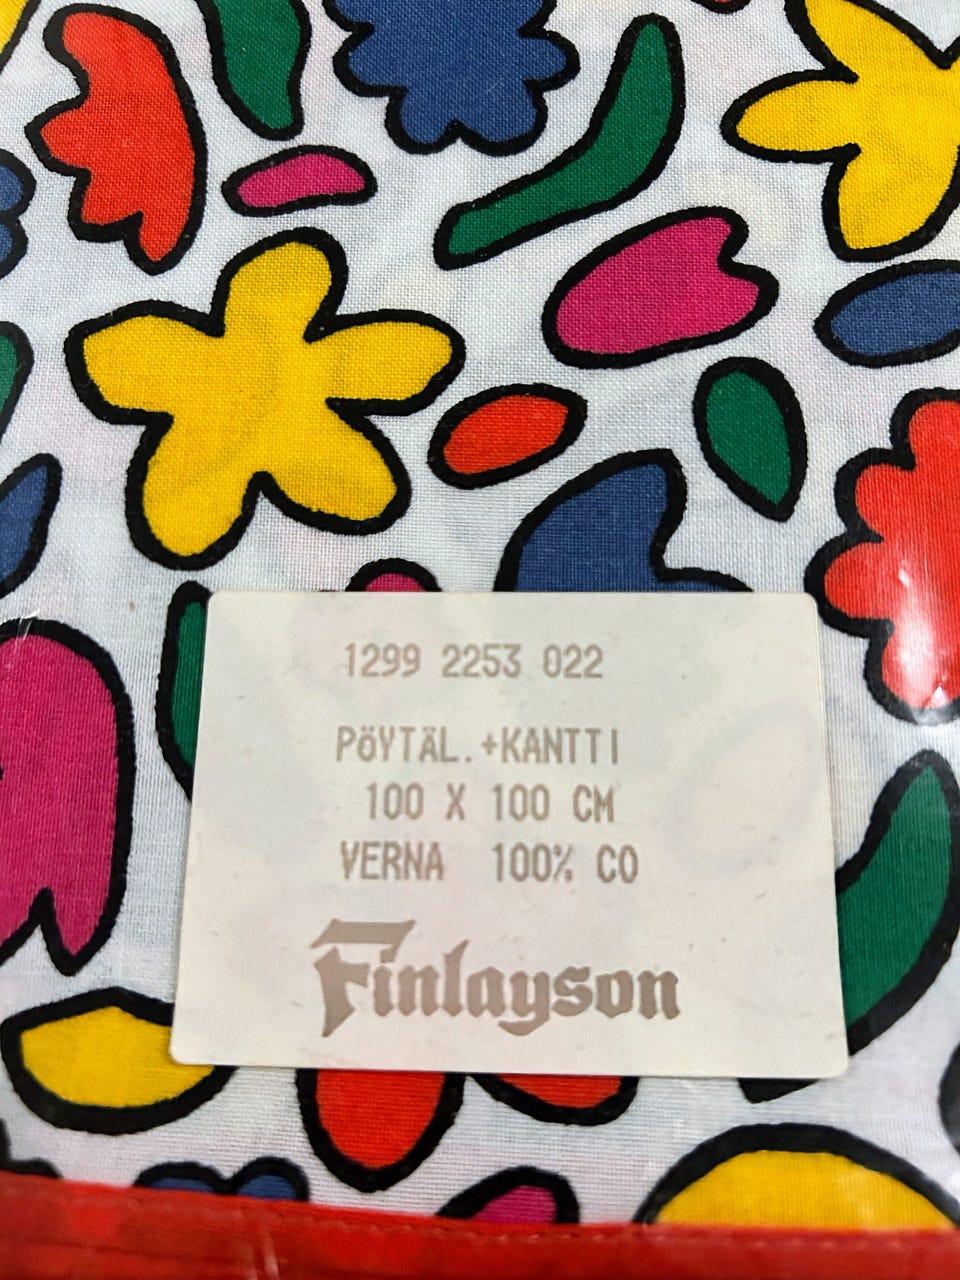 1299 2253 022
PöYTÄL.+KANTTI
100 X 100 CM
VERNA 100% CO
Finlayson